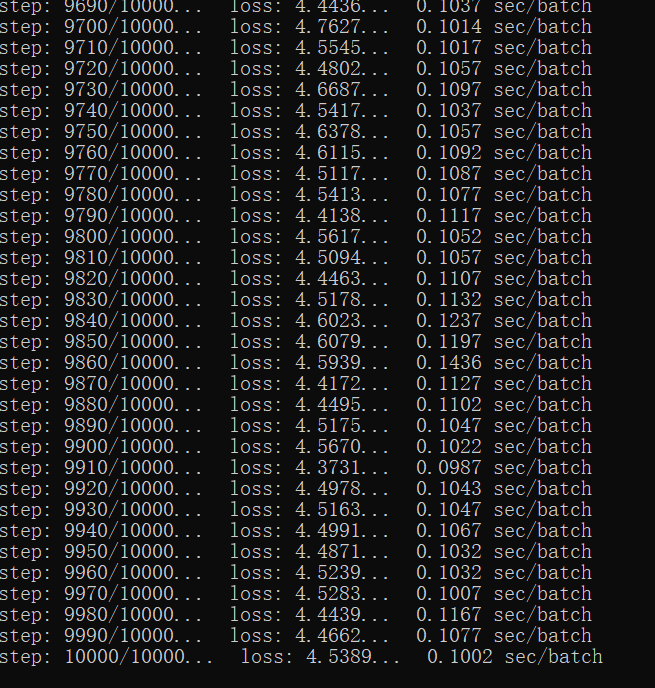 step: 9690/10000... loss: 4.4436... 0.1037 sec/batch
step: 9700/10000... loss: 4.7627... 0.1014 sec/batch
step: 9710/10000... loss: 4.5545... 0.1017 sec/batch
step: 9720/10000... loss: 4.4802... 0.1057 sec/batch
step: 9730/10000... loss: 4.6687... 0.1097 sec/batch
step: 9740/10000... loss: 4.5417... 0.1037 sec/batch
step: 9750/10000... loss: 4.6378... 0.1057 sec/batch
step: 9760/10000... loss: 4.6115... 0.1092 sec/batch
step: 9770/10000... loss: 4.5117... 0.1087 sec/batch
step: 9780/10000... loss: 4.5413... 0.1077 sec/batch
step: 9790/10000... loss: 4.4138... 0.1117 sec/batch
step: 9800/10000... loss: 4.5617... 0.1052 sec/batch
step: 9810/10000... loss: 4.5094... 0.1057 sec/batch
step: 9820/10000... loss: 4.4463... 0.1107 sec/batch
step: 9830/10000... loss: 4.5178... 0.1132 sec/batch
step: 9840/10000... loss: 4.6023... 0.1237 sec/batch
step: 9850/10000... loss: 4.6079... 0.1197 sec/batch
step: 9860/10000... loss: 4.5939... 0.1436 sec/batch
step: 9870/10000... loss: 4.4172... 0.1127 sec/batch
step: 9880/10000... loss: 4.4495... 0.1102 sec/batch
step: 9890/10000... loss: 4.5175... 0.1047 sec/batch
step: 9900/10000... loss: 4.5670... 0.1022 sec/batch
step: 9910/10000... loss: 4.3731... 0.0987 sec/batch
step: 9920/10000... loss: 4.4978... 0.1043 sec/batch
step: 9930/10000... loss: 4.5163... 0.1047 sec/batch
step: 9940/10000... loss: 4.4991... 0.1067 sec/batch
step: 9950/10000... loss: 4.4871... 0.1032 sec/batch
step: 9960/10000... loss: 4.5239... 0.1032 sec/batch
step: 9970/10000... loss: 4.5283... 0.1007 sec/batch
step: 9980/10000... loss: 4.4439... 0.1167 sec/batch
step: 9990/10000... loss: 4.4662... 0.1077 sec/batch
step: 10000/10000... loss: 4.5389... 0.1002 sec/batch